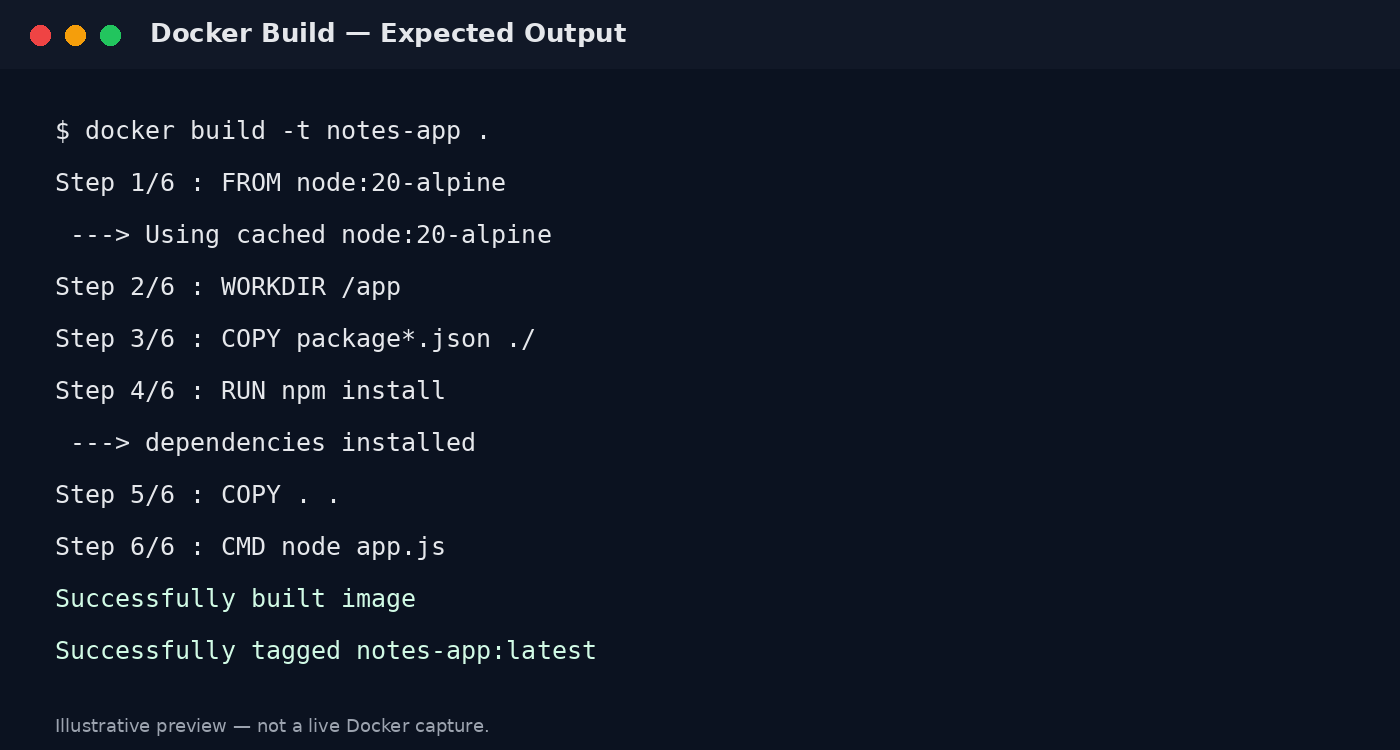 Docker Build — Expected Output
$ docker build -t notes-app .
Step 1/6 : FROM node:20-alpine
 ---> Using cached node:20-alpine
Step 2/6 : WORKDIR /app
Step 3/6 : COPY package*.json ./
Step 4/6 : RUN npm install
 ---> dependencies installed
Step 5/6 : COPY . .
Step 6/6 : CMD node app.js
Successfully built image
Successfully tagged notes-app:latest
Illustrative preview — not a live Docker capture.